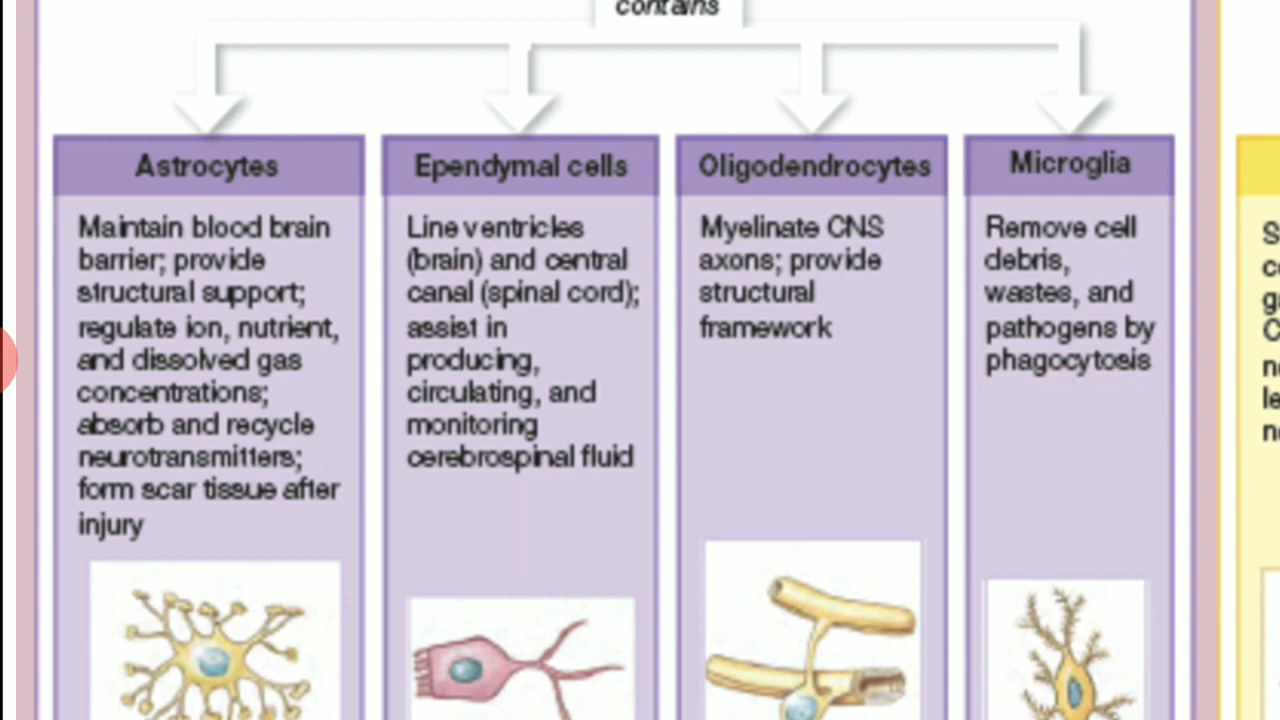 contains
Astrocytes
Maintain blood brain
barrier; provide
structural support;
regulate ion, nutrient,
and dissolved gas
concentrations;
absorb and recycle
neurotransmitters;
form scar tissue after
injury
Ependymal cells
Line ventricles
(brain) and central
canal (spinal cord);
assist in
producing,
circulating, and
monitoring
cerebrospinal fluid
Oligodendrocytes
Myelinate CNS
axons; provide
structural
framework
Microglia
Remove cell
debris,
wastes, and
pathogens by
phagocytosis